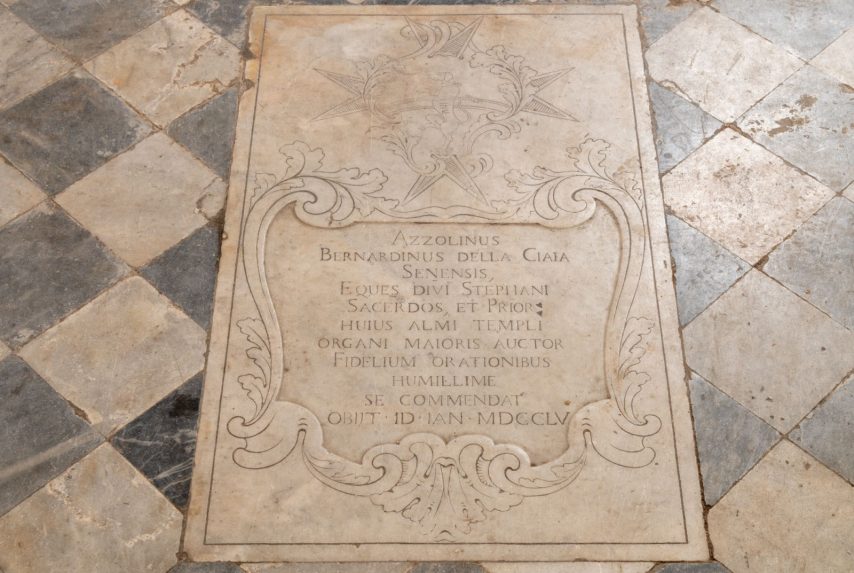 AZZOLINUS
BERNARDINUS DELLA CIAIA
SENENSIS,
EQUES DIVI STEPHANI
SACERDOS, ET PRIOR
HUIUS ALMI TEMPLI
ORGANI MAIORIS AUCTOR
FIDELIUM ORATIONIBUS
HUMILLIME
SE COMMENDAT
OBIJT · ID · IAN · MDCCLV